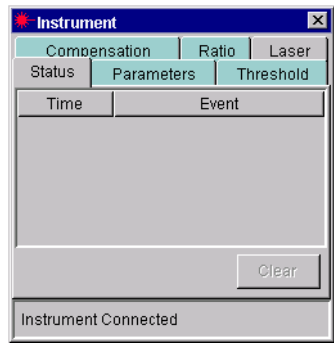 Instrument
Compensation Ratio Laser
Status Parameters Threshold
Time Event
Clear
Instrument Connected